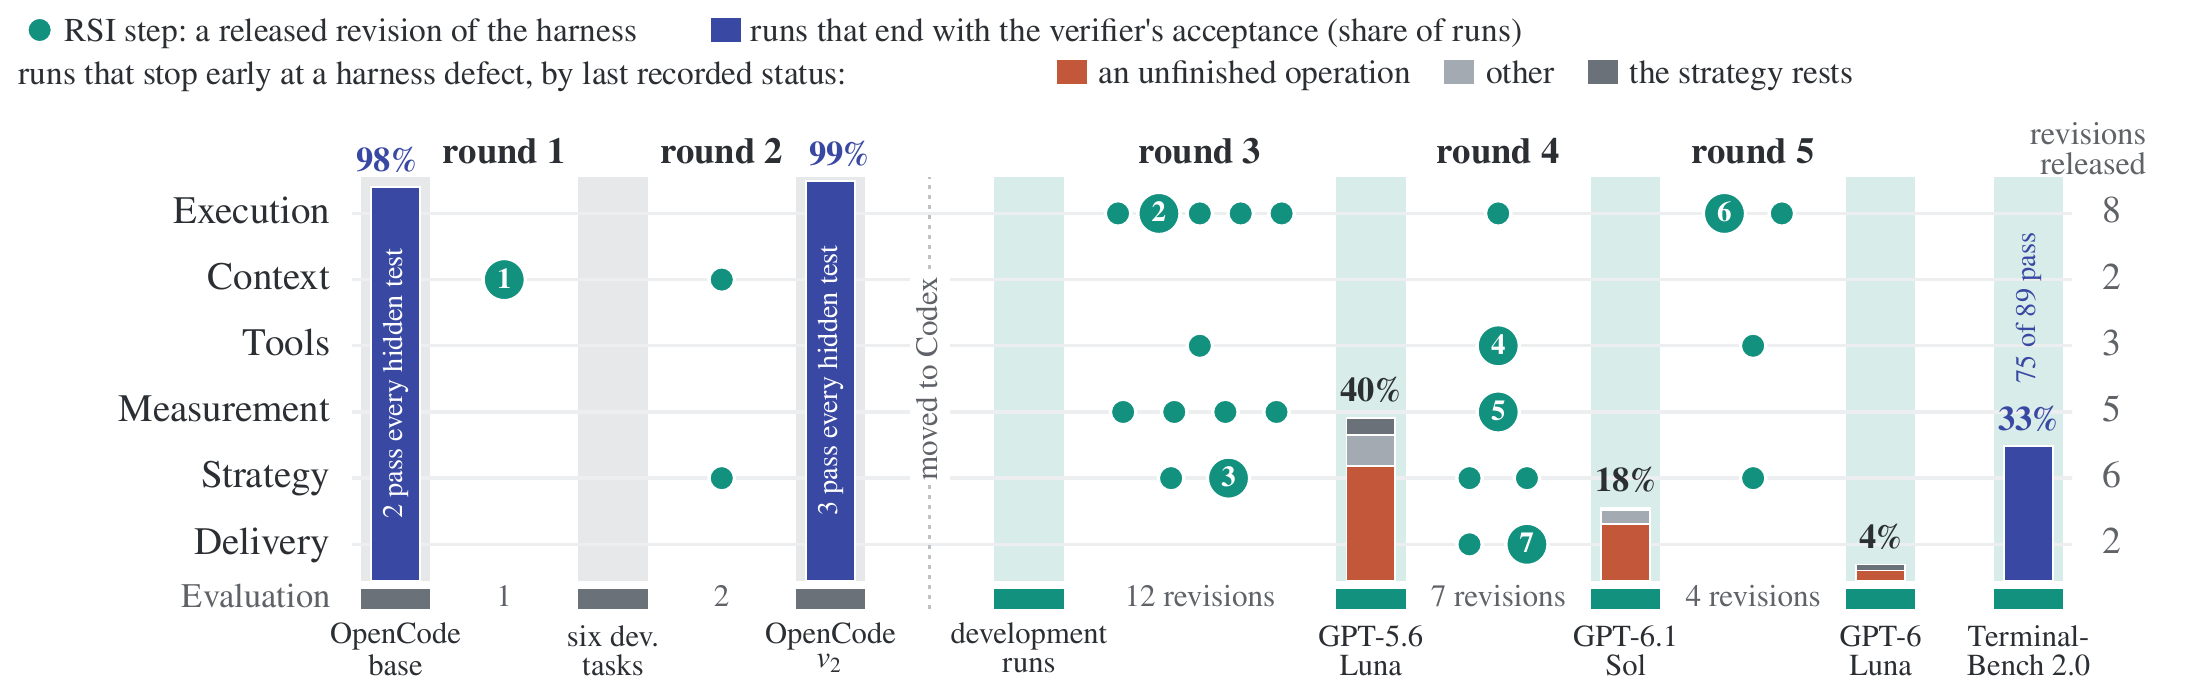 RSI step: a released revision of the harness
runs that end with the verifier's acceptance (share of runs)
runs that stop early at a harness defect, by last recorded status:
an unfinished operation
other
the strategy rests
98%
round 1
round 2
99%
round 3
round 4
round 5
revisions
released
Execution
2
6
8
Context
1
2
Tools
4
3
Measurement
5
5
Strategy
3
6
Delivery
7
2
2 pass every hidden test
3 pass every hidden test
moved to Codex
40%
18%
4%
75 of 89 pass
33%
Evaluation
1
2
12 revisions
7 revisions
4 revisions
OpenCode
base
six dev.
tasks
OpenCode
v₂
development
runs
GPT-5.6
Luna
GPT-6.1
Sol
GPT-6
Luna
Terminal-
Bench 2.0